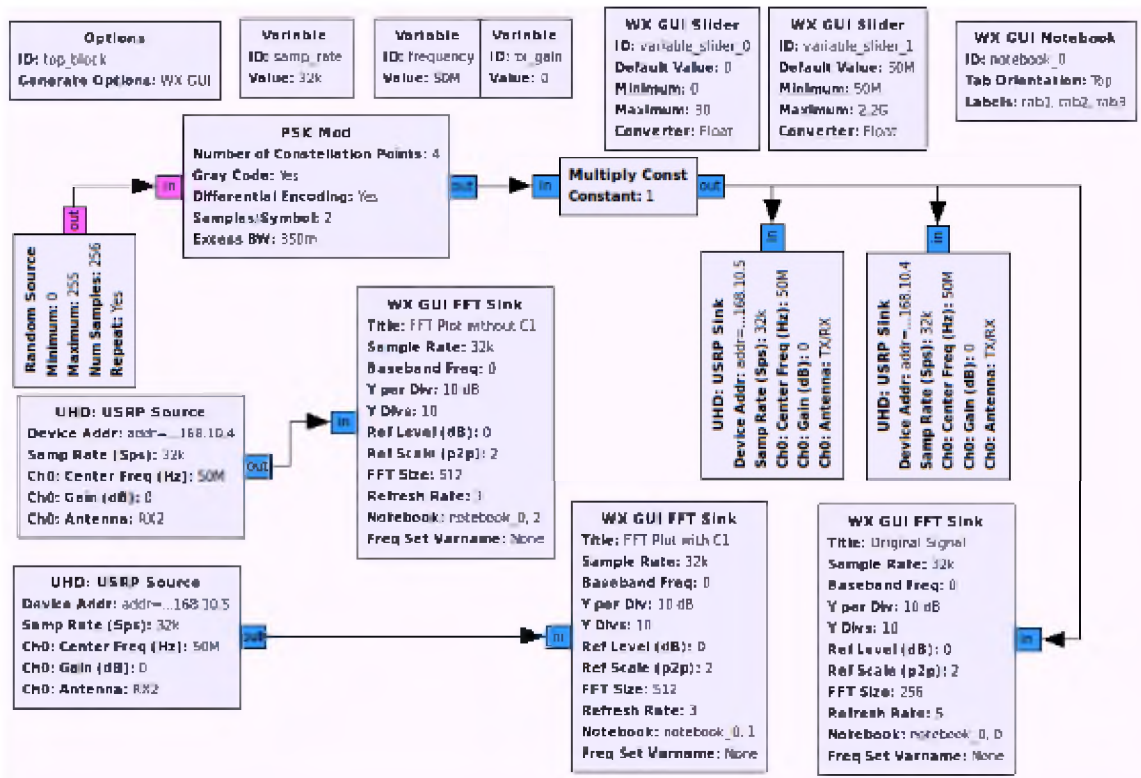 Options
ID: top_block
Generate Options: WX GUI
Variable
ID: samp_rate
Value: 32k
Variable
ID: frequency
Value: 50M
Variable
ID: tx_gain
Value: 0
WX GUI Slider
ID: variable_slider_0
Default Value: 0
Minimum: 0
Maximum: 30
Converter: Float
WX GUI Slider
ID: variable_slider_1
Default Value: 50M
Minimum: 50M
Maximum: 2.2G
Converter: Float
WX GUI Notebook
ID: notebook_0
Tab Orientation: Top
Labels: tab1, tab2, tab3
PSK Mod
Number of Constellation Points: 4
Gray Code: Yes
Differential Encoding: Yes
Samples/Symbol: 2
Excess BW: 350m
in
out
Multiply Const
Constant: 1
in
out
Random Source
Minimum: 0
Maximum: 255
Num Samples: 256
Repeat: Yes
out
UHD: USRP Sink
Device Addr: addr=...168.10.5
Samp Rate (Sps): 32k
Ch0: Center Freq (Hz): 50M
Ch0: Gain (dB): 0
Ch0: Antenna: TX/RX
in
UHD: USRP Sink
Device Addr: addr=...168.10.4
Samp Rate (Sps): 32k
Ch0: Center Freq (Hz): 50M
Ch0: Gain (dB): 0
Ch0: Antenna: TX/RX
in
WX GUI FFT Sink
Title: FFT Plot without C1
Sample Rate: 32k
Baseband Freq: 0
Y per Div: 10 dB
Y Divs: 10
Ref Level (dB): 0
Ref Scale (p2p): 2
FFT Size: 512
Refresh Rate: 3
Notebook: notebook_0, 2
Freq Set Varname: None
in
UHD: USRP Source
Device Addr: addr=...168.10.4
Samp Rate (Sps): 32k
Ch0: Center Freq (Hz): 50M
Ch0: Gain (dB): 0
Ch0: Antenna: RX2
out
UHD: USRP Source
Device Addr: addr=...168.10.5
Samp Rate (Sps): 32k
Ch0: Center Freq (Hz): 50M
Ch0: Gain (dB): 0
Ch0: Antenna: RX2
out
WX GUI FFT Sink
Title: FFT Plot with C1
Sample Rate: 32k
Baseband Freq: 0
Y per Div: 10 dB
Y Divs: 10
Ref Level (dB): 0
Ref Scale (p2p): 2
FFT Size: 512
Refresh Rate: 3
Notebook: notebook_0, 1
Freq Set Varname: None
in
WX GUI FFT Sink
Title: Original Signal
Sample Rate: 32k
Baseband Freq: 0
Y per Div: 10 dB
Y Divs: 10
Ref Level (dB): 0
Ref Scale (p2p): 2
FFT Size: 256
Refresh Rate: 5
Notebook: notebook_0, 0
Freq Set Varname: None
in